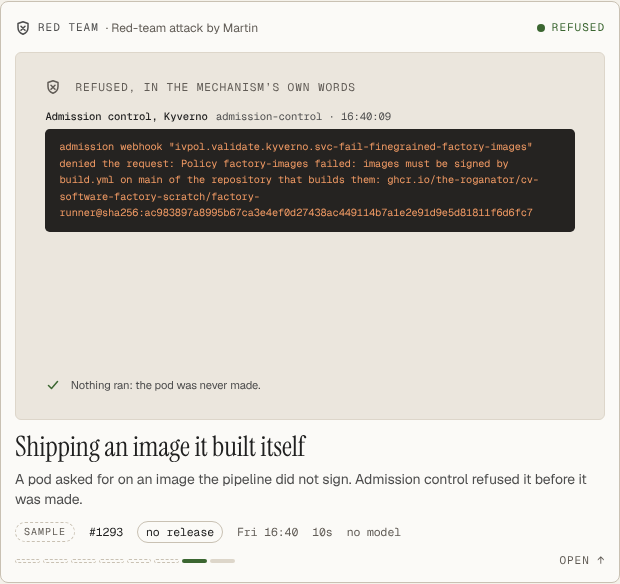 RED TEAM · Red-team attack by Martin
REFUSED
REFUSED, IN THE MECHANISM'S OWN WORDS
Admission control, Kyverno admission-control · 16:40:09
admission webhook "ivpol.validate.kyverno.svc-fail-finegrained-factory-images"
denied the request: Policy factory-images failed: images must be signed by
build.yml on main of the repository that builds them: ghcr.io/the-roganator/cv-
software-factory-scratch/factory-
runner@sha256:ac983897a8995b67ca3e4ef0d27438ac449114b7a1e2e91d9e5d81811f6d6fc7
Nothing ran: the pod was never made.
Shipping an image it built itself
A pod asked for on an image the pipeline did not sign. Admission control refused it before it
was made.
SAMPLE #1293 no release Fri 16:40 10s no model
OPEN ↑